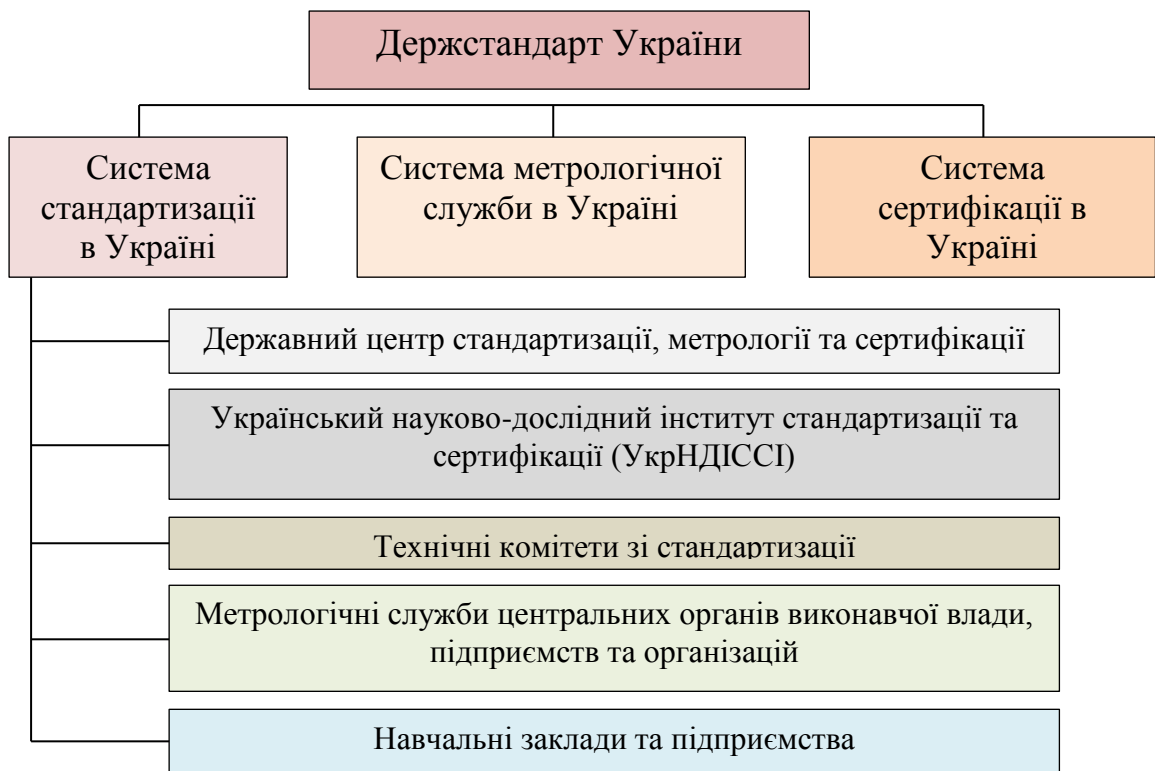 Держстандарт України
Система
стандартизації
в Україні
Система метрологічної
служби в Україні
Система
сертифікації в
Україні
Державний центр стандартизації, метрології та сертифікації
Український науково-дослідний інститут стандартизації та
сертифікації (УкрНДІССІ)
Технічні комітети зі стандартизації
Метрологічні служби центральних органів виконавчої влади,
підприємств та організацій
Навчальні заклади та підприємства